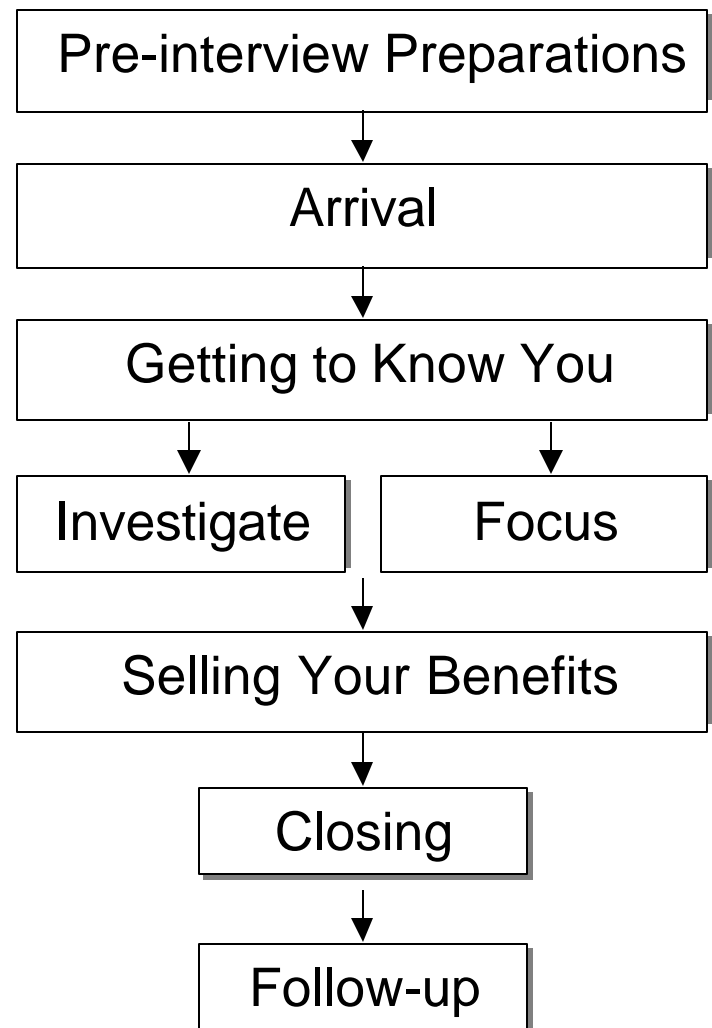 Pre-interview Preparations
Arrival
Getting to Know You
Investigate
Focus
Selling Your Benefits
Closing
Follow-up